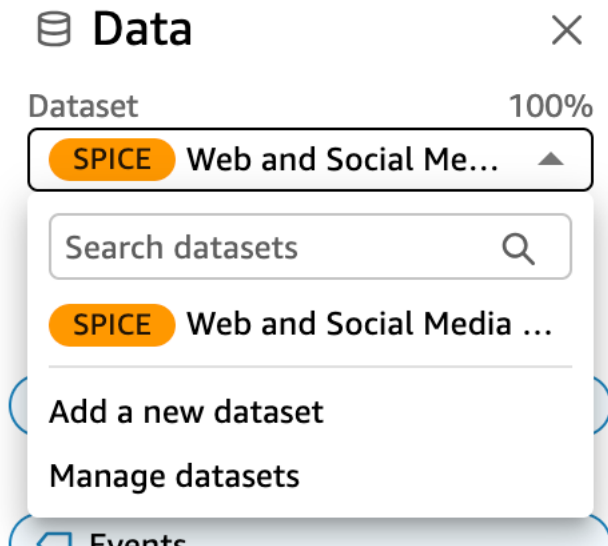 Data
Dataset 100%
SPICE Web and Social Me...
Search datasets
SPICE Web and Social Media ...
Add a new dataset
Manage datasets
Events